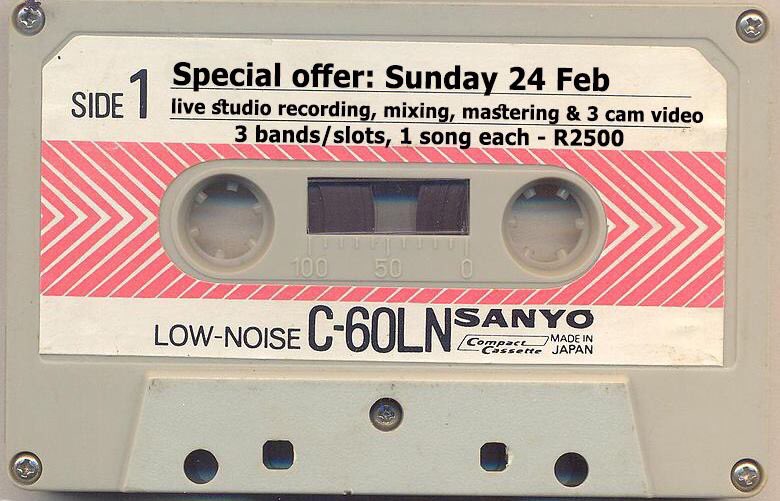 Special offer: Sunday 24 Feb
SIDE 1
live studio recording, mixing, mastering & 3 cam video
3 bands/slots, 1 song each - R2500
100 50 0
LOW-NOISE C-60LN SANYO
Compact Cassette
MADE IN JAPAN